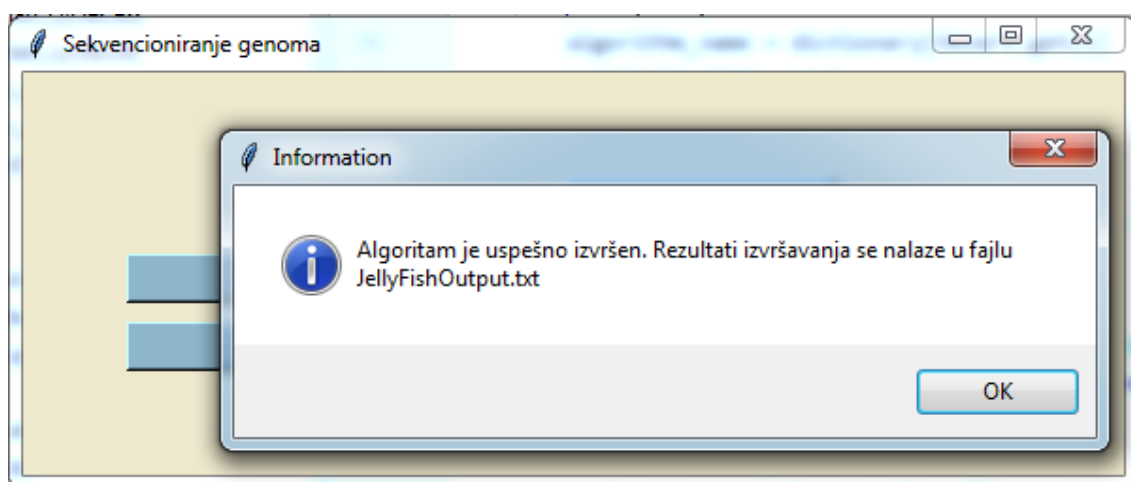 Sekvencioniranje genoma
Information
Algoritam je uspešno izvršen. Rezultati izvršavanja se nalaze u fajlu
JellyFishOutput.txt
OK